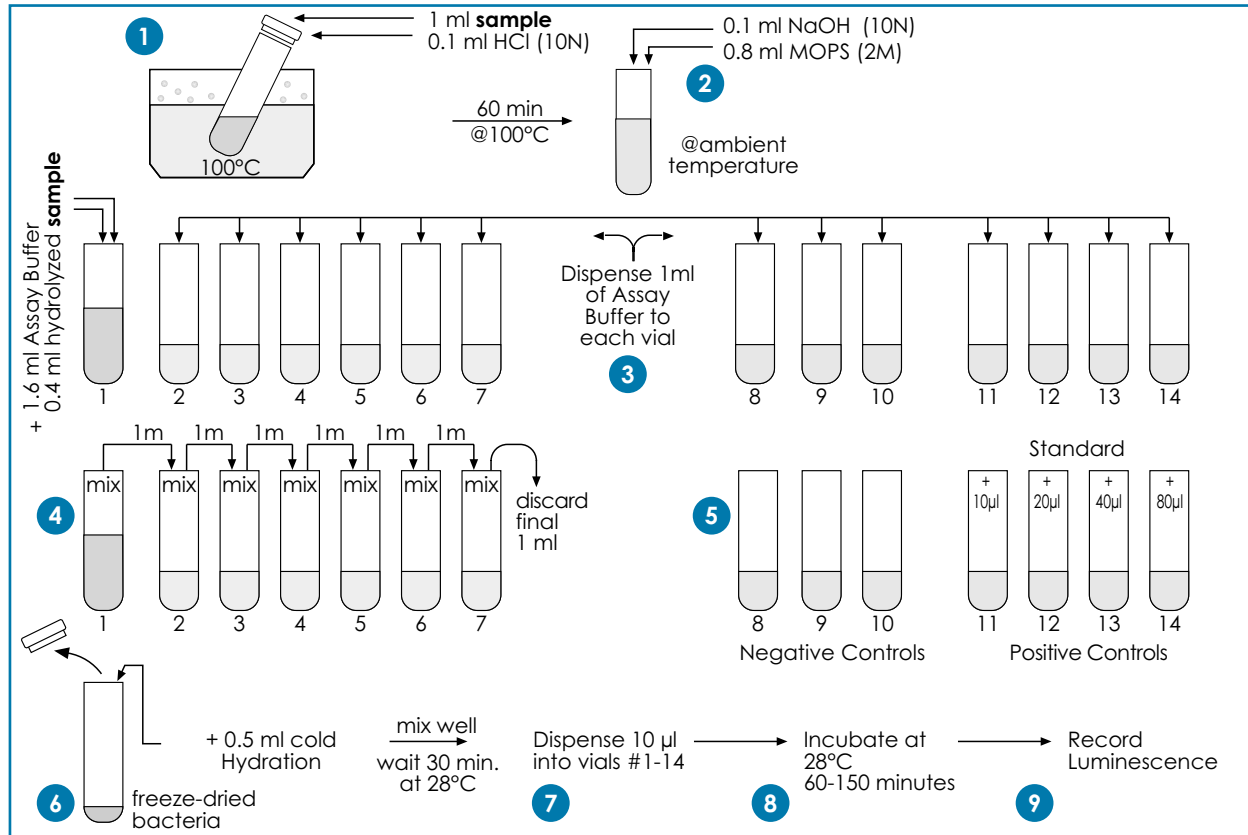 1
1 ml sample
0.1 ml HCl (10N)
100°C
60 min
@100°C
0.1 ml NaOH (10N)
0.8 ml MOPS (2M)
2
@ambient
temperature
+ 1.6 ml Assay Buffer
0.4 ml hydrolyzed sample
1
2
3
4
5
6
7
Dispense 1ml
of Assay
Buffer to
each vial
3
8
9
10
11
12
13
14
4
1m
1m
1m
1m
1m
1m
mix
mix
mix
mix
mix
mix
mix
discard
final
1 ml
1
2
3
4
5
6
7
5
8
9
10
Negative Controls
Standard
+
10µl
+
20µl
+
40µl
+
80µl
11
12
13
14
Positive Controls
6
freeze-dried
bacteria
+ 0.5 ml cold
Hydration
mix well
wait 30 min.
at 28°C
Dispense 10 µl
into vials #1-14
7
Incubate at
28°C
60-150 minutes
8
Record
Luminescence
9